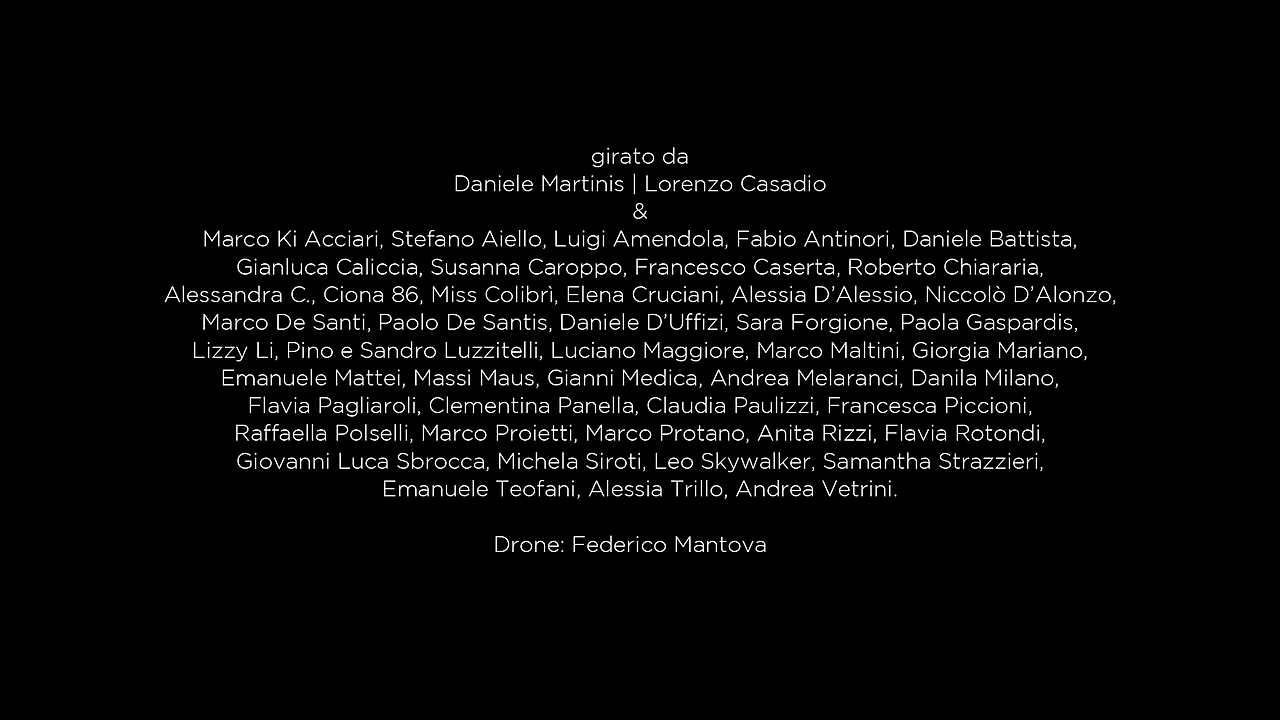 girato da
Daniele Martinis | Lorenzo Casadio
&
Marco Ki Acciari, Stefano Aiello, Luigi Amendola, Fabio Antinori, Daniele Battista,
Gianluca Caliccia, Susanna Caroppo, Francesco Caserta, Roberto Chiararia,
Alessandra C., Ciona 86, Miss Colibrì, Elena Cruciani, Alessia D’Alessio, Niccolò D’Alonzo,
Marco De Santi, Paolo De Santis, Daniele D’Uffizi, Sara Forgione, Paola Gaspardis,
Lizzy Li, Pino e Sandro Luzzitelli, Luciano Maggiore, Marco Maltini, Giorgia Mariano,
Emanuele Mattei, Massi Maus, Gianni Medica, Andrea Melaranci, Danila Milano,
Flavia Pagliaroli, Clementina Panella, Claudia Paulizzi, Francesca Piccioni,
Raffaella Polselli, Marco Proietti, Marco Protano, Anita Rizzi, Flavia Rotondi,
Giovanni Luca Sbrocca, Michela Siroti, Leo Skywalker, Samantha Strazzieri,
Emanuele Teofani, Alessia Trillo, Andrea Vetrini.
Drone: Federico Mantova